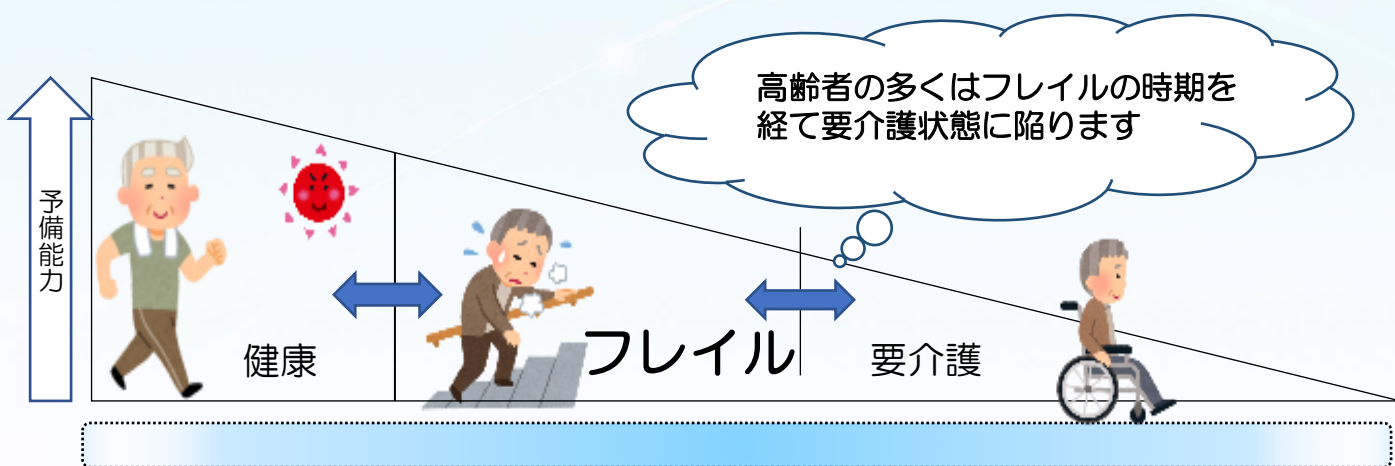 高齢者の多くはフレイルの時期を
経て要介護状態に陥ります
予備能力
健康
フレイル
要介護